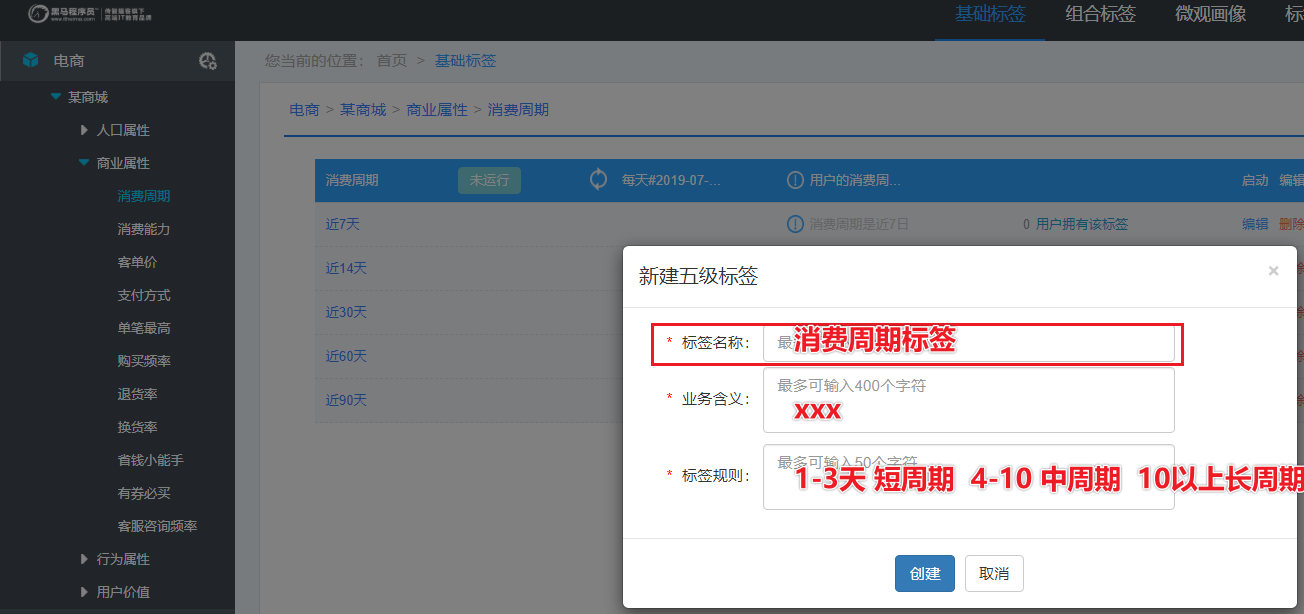 黑马程序员
www.itheima.com
传智播客旗下
高端IT教育品牌
基础标签 组合标签 微观画像 标
电商
某商城
人口属性
商业属性
消费周期
消费能力
客单价
支付方式
单笔最高
购买频率
退货率
换货率
省钱小能手
有券必买
客服咨询频率
行为属性
用户价值
您当前的位置： 首页 > 基础标签
电商 > 某商城 > 商业属性 > 消费周期
消费周期 未运行 每天#2019-07-... 用户的消费周... 启动 编辑
近7天 消费周期是近7日 0 用户拥有该标签 编辑 删除
近14天
近30天
近60天
近90天
新建五级标签 ×
* 标签名称： 最 消费周期标签
* 业务含义： 最多可输入400个字符
xxx
* 标签规则： 最多可输入50个字符
1-3天 短周期 4-10 中周期 10以上长周期
创建 取消